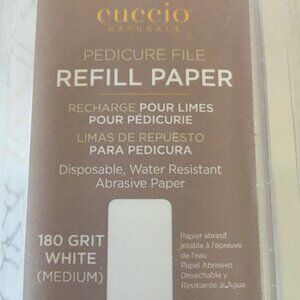 cuccio
NATURALE
PEDICURE FILE
REFILL PAPER
RECHARGE POUR LIMES
POUR PÉDICURIE
LIMAS DE REPUESTO
PARA PEDICURA
Disposable, Water Resistant
Abrasive Paper
180 GRIT
WHITE
(MEDIUM)
Papier abrasif
jetable à l'épreuve
de l'eau
Papel Abrasivo
Desechable y
Resistente al Agua